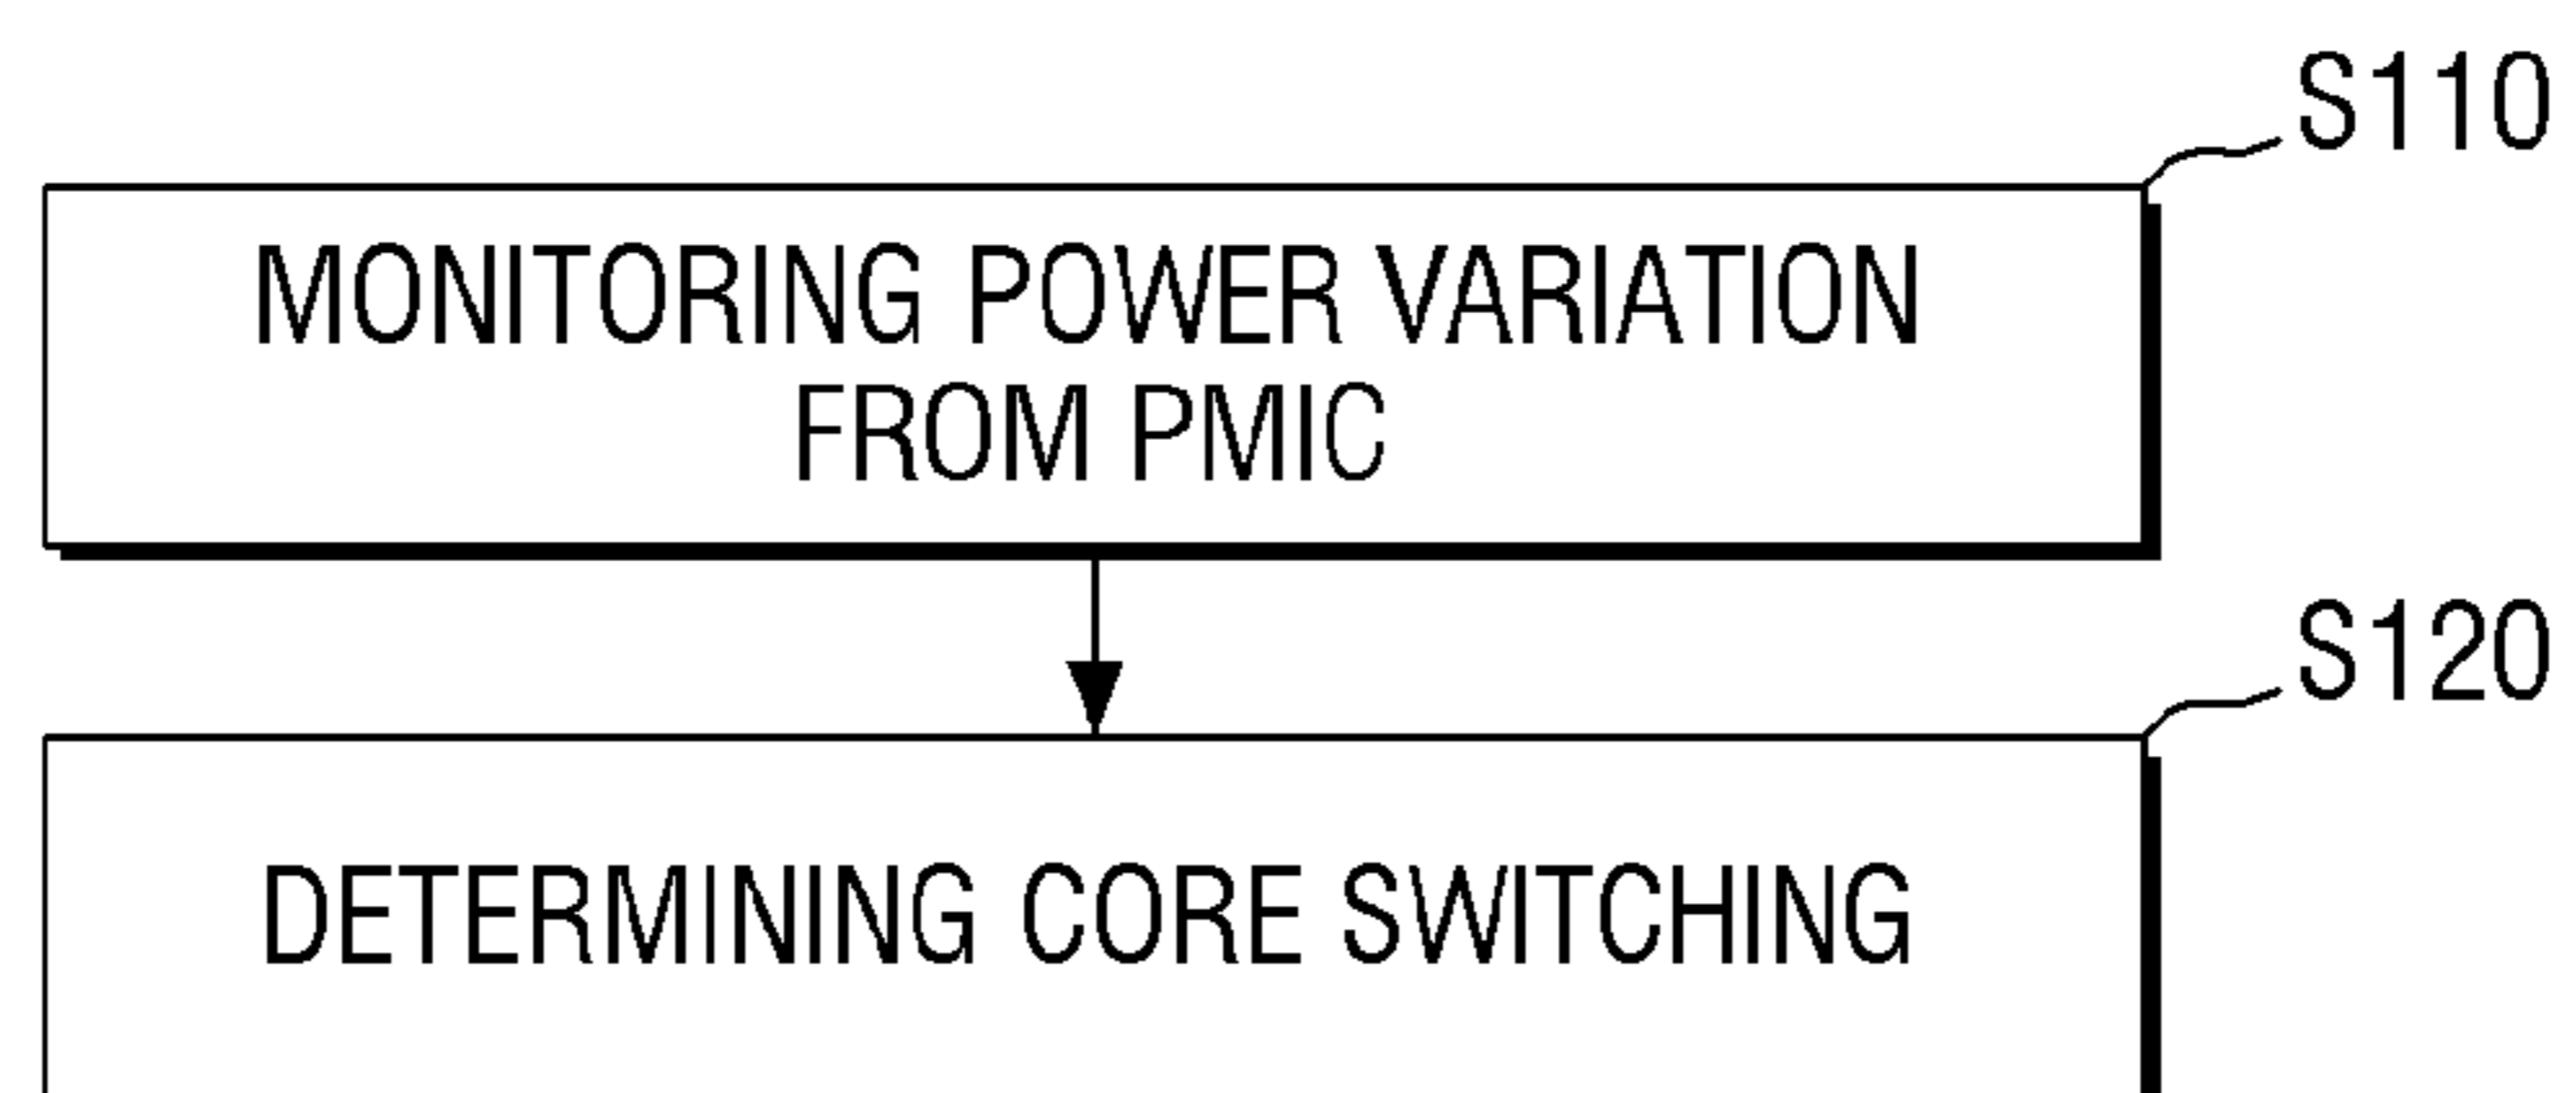 S110
MONITORING POWER VARIATION
FROM PMIC
S120
DETERMINING CORE SWITCHING